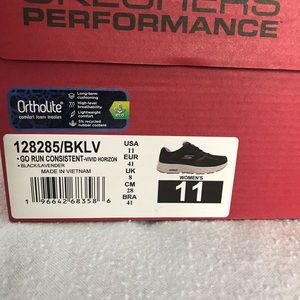 SKECHERS
PERFORMANCE™
Ortholite®
comfort foam insoles
Long-term cushioning
High-level breathability
Lightweight comfort
5% recycled rubber content
eco
128285/BKLV
• GO RUN CONSISTENT-VIVID HORIZON
• BLACK/LAVENDER
MADE IN VIETNAM
1 96642 68358 6
USA
11
EUR
41
UK
8
CM
28
BRA
41
WOMEN'S
11